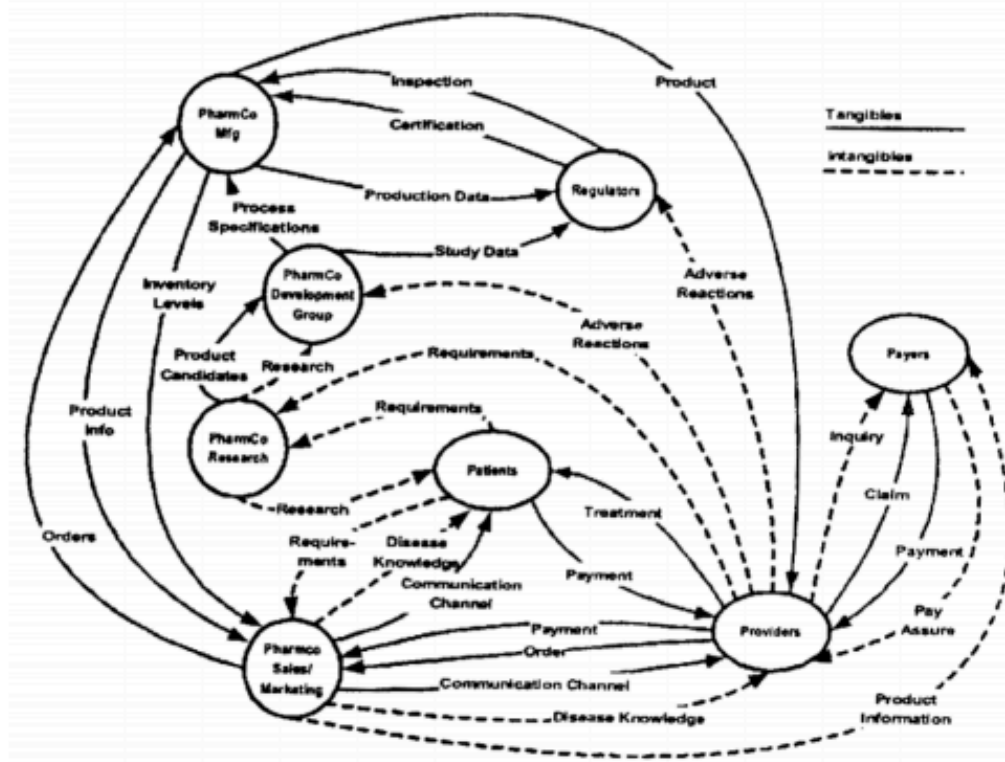 Product
Inspection
PharmCo
Mfg
Certification
Tangibles
Intangibles
Regulators
Production Data
Process
Specifications
Study Data
PharmCo
Development
Group
Inventory
Levels
Adverse
Reactions
Adverse
Reactions
Product
Candidates
Research
Requirements
Payers
Product
Info
Requirements
PharmCo
Research
Patients
Inquiry
Claim
Research
Treatment
Orders
Require-
ments
Disease
Knowledge
Payment
Communication
Channel
Payment
Pay
Assure
Payment
Order
Providers
Pharmco
Sales/
Marketing
Communication Channel
Disease Knowledge
Product
Information